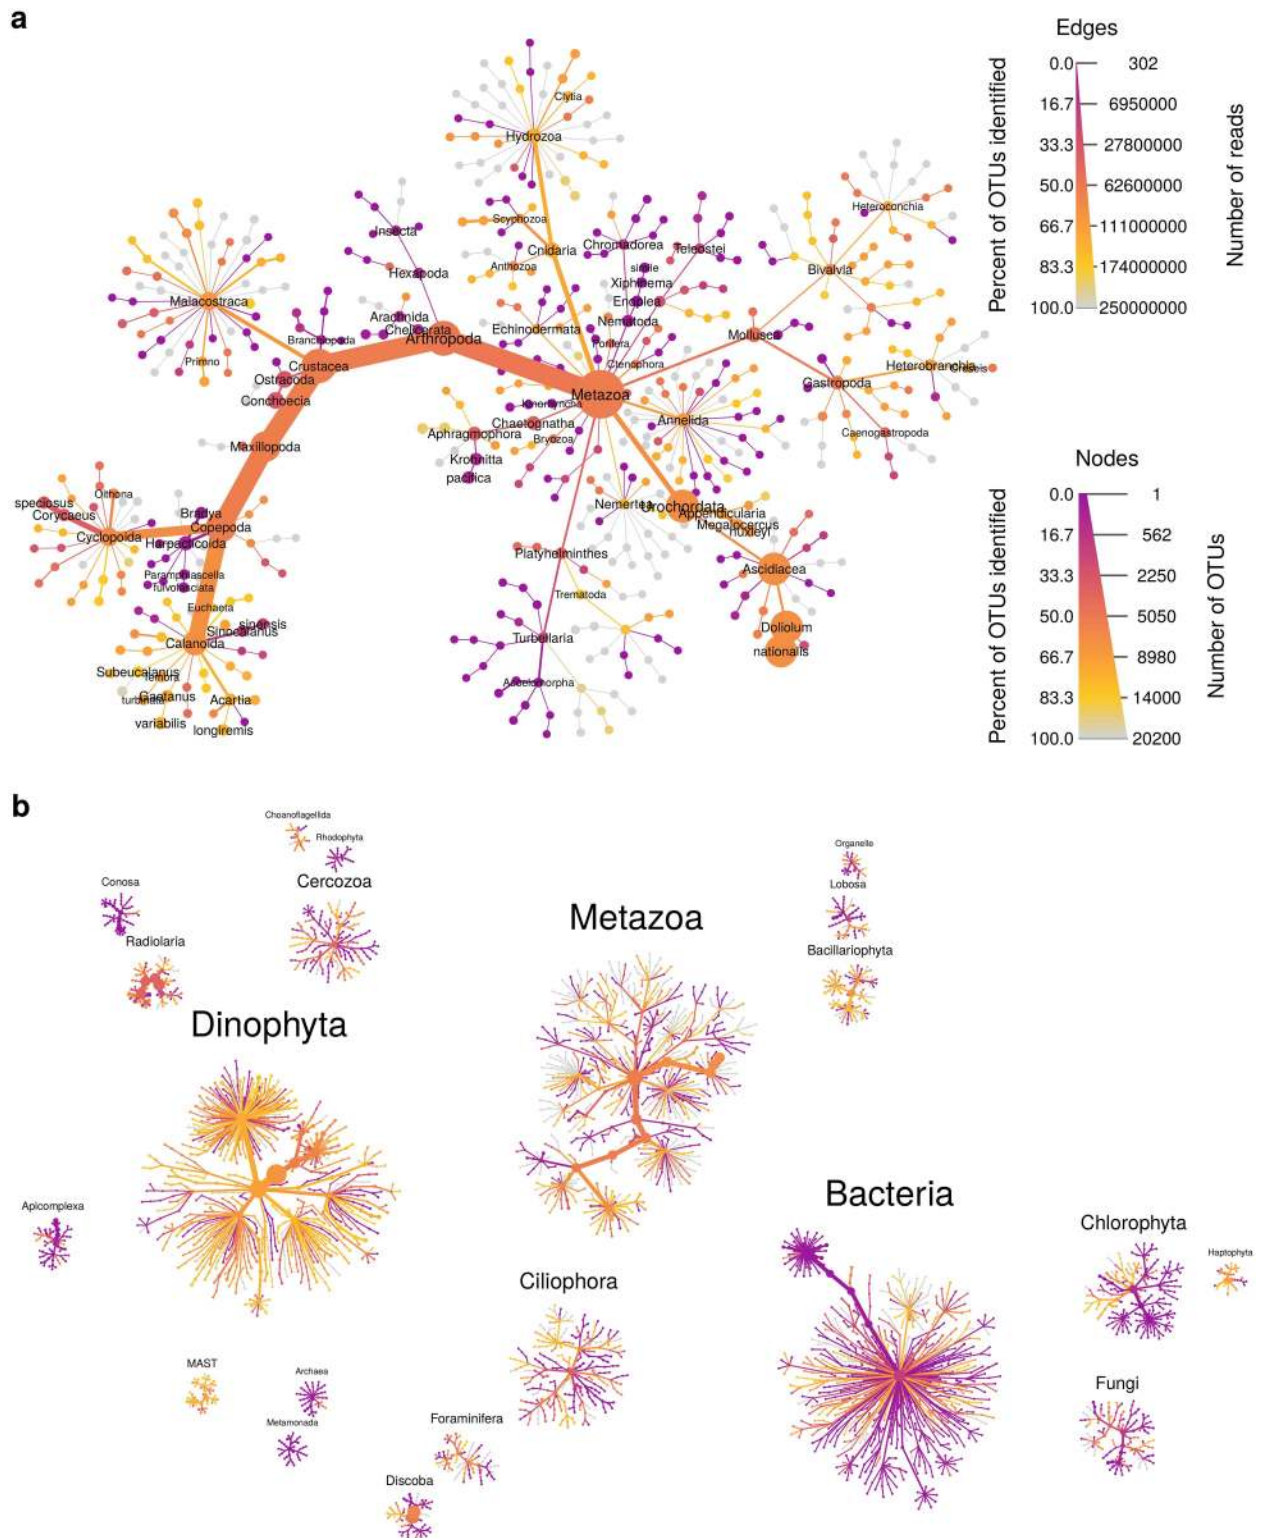 a
Edges
Percent of OTUs identified
Number of reads
0.0 302
16.7 6950000
33.3 27800000
50.0 62600000
66.7 111000000
83.3 174000000
100.0 250000000
Nodes
Percent of OTUs identified
Number of OTUs
0.0 1
16.7 562
33.3 2250
50.0 5050
66.7 8980
83.3 14000
100.0 20200
Clytia
Hydrozoa
Scyphozoa
Cnidaria
Anthozoa
Chromadorea
Teleostei
Heteroconchia
Bivalvia
simile
Xiphinema
Enoplea
Nematoda
Insecta
Hexapoda
Malacostraca
Arachnida
Chelicerata
Arthropoda
Echinodermata
Porifera
Ctenophora
Mollusca
Branchiopoda
Primno
Crustacea
Ostracoda
Conchoecia
Metazoa
Heterobranchia
Gastropoda
Kinorhyncha
Chaetognatha
Annelida
Aphragmophora
Bryozoa
Caenogastropoda
Maxillopoda
Krohnitta
pacifica
Oithona
speciosus
Corycaeus
Bradya
Copepoda
Cyclopoida
Harpacticoida
Nemertea
Urochordata
Appendicularia
Megalocercus
huxleyi
Platyhelminthes
Ascidiacea
Paramphiascella
fulvofasciata
Trematoda
Euchaeta
sinensis
Sinocalanus
Calanoida
Turbellaria
Doliolum
nationalis
Subeucalanus
Temora
turbinata
Gaetanus
Acartia
Acoelomorpha
variabilis
longiremis
b
Choanoflagellida
Rhodophyta
Conosa
Cercozoa
Organelle
Lobosa
Metazoa
Radiolaria
Bacillariophyta
Dinophyta
Apicomplexa
Bacteria
Chlorophyta
Haptophyta
Ciliophora
MAST
Archaea
Fungi
Metamonada
Foraminifera
Discoba